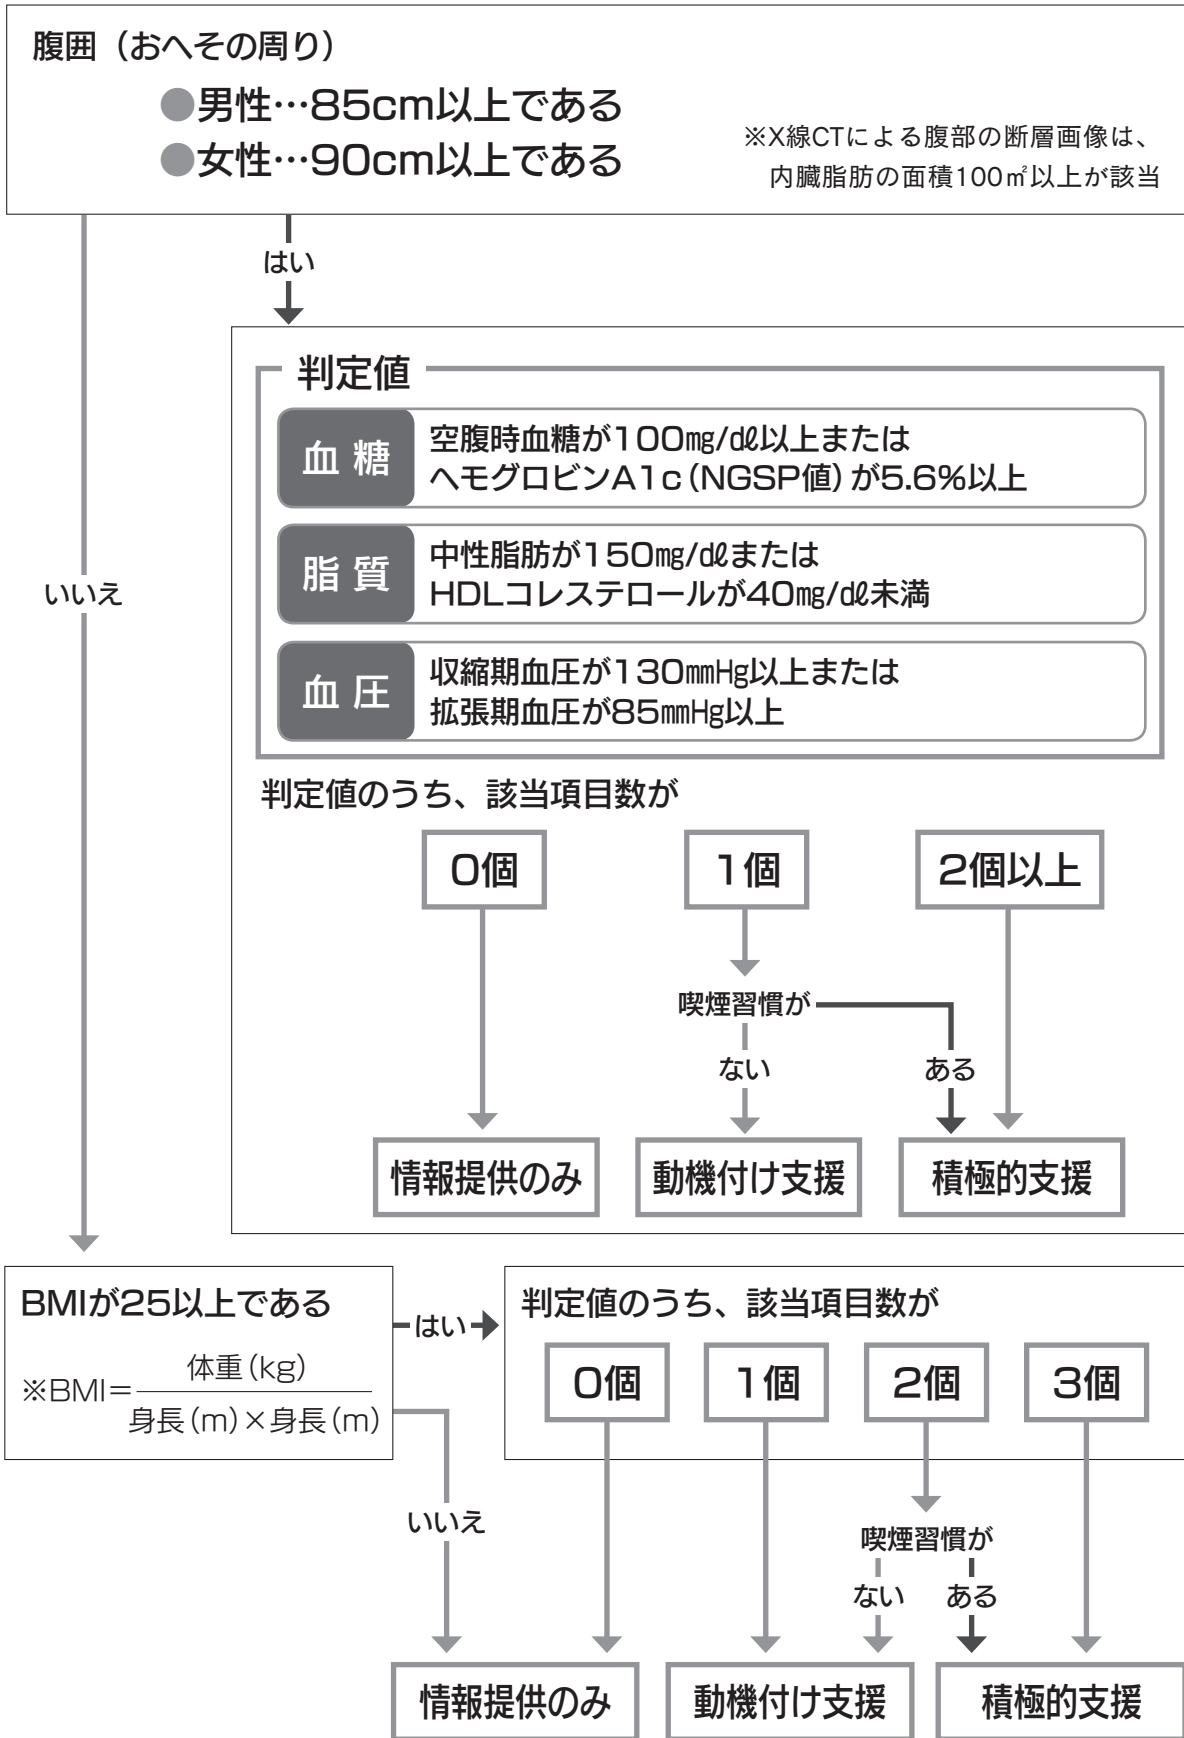 腹囲（おへその周り）
●男性…85cm以上である
●女性…90cm以上である
※X線CTによる腹部の断層画像は、
内臓脂肪の面積100㎡以上が該当
はい
いいえ
判定値
血糖
空腹時血糖が100㎎/㎗以上または
ヘモグロビンA1c（NGSP値）が5.6%以上
脂質
中性脂肪が150㎎/㎗または
HDLコレステロールが40㎎/㎗未満
血圧
収縮期血圧が130㎜Hg以上または
拡張期血圧が85㎜Hg以上
判定値のうち、該当項目数が
0個
1個
2個以上
喫煙習慣が
ない
ある
情報提供のみ
動機付け支援
積極的支援
BMIが25以上である
※BMI＝
体重（kg）
身長（m）×身長（m）
はい
いいえ
判定値のうち、該当項目数が
0個
1個
2個
3個
喫煙習慣が
ない
ある
情報提供のみ
動機付け支援
積極的支援